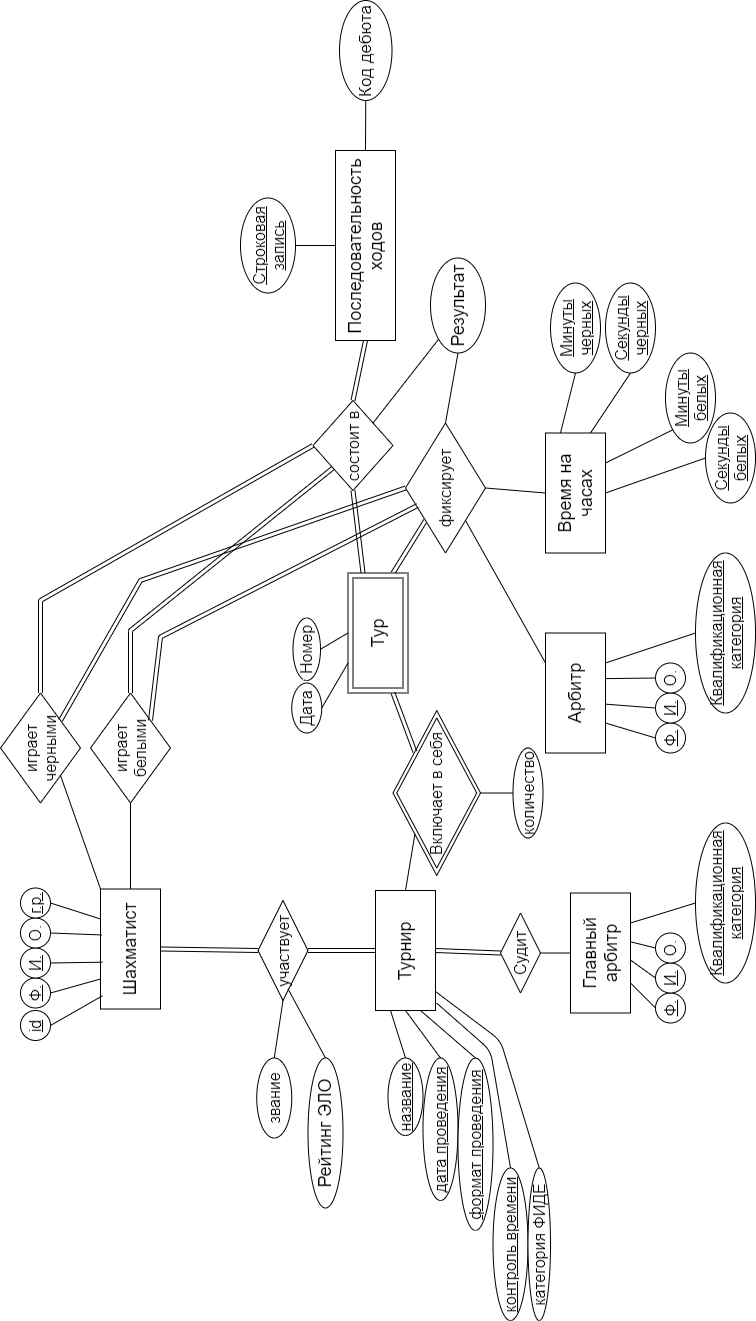 id
Ф.
И.
О.
г.р.
Шахматист
играет
черными
играет
белыми
звание
Рейтинг ЭЛО
участвует
Дата
Номер
Строковая
запись
состоит в
Последовательность
ходов
Код дебюта
Тур
название
дата проведения
формат проведения
контроль времени
категория ФИДЕ
Турнир
Включает в себя
количество
фиксирует
Результат
Судит
Главный
арбитр
Ф.
И.
О.
Квалификационная
категория
Арбитр
Ф.
И.
О.
Квалификационная
категория
Время на
часах
Минуты
черных
Секунды
черных
Минуты
белых
Секунды
белых